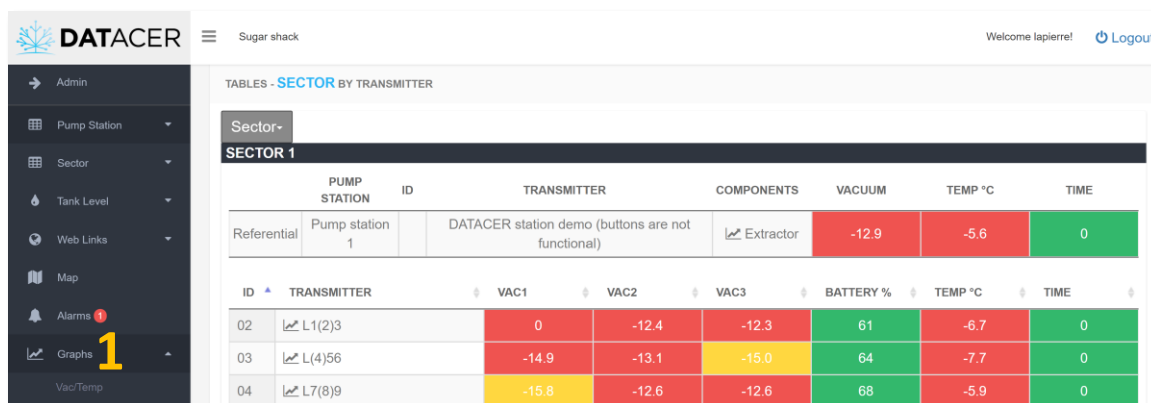 DATACER
Sugar shack
Welcome lapierre!
Logout
Admin
Pump Station
Sector
Tank Level
Web Links
Map
Alarms 1
Graphs
1
Vac/Temp
TABLES - SECTOR BY TRANSMITTER
Sector
SECTOR 1
PUMP STATION ID TRANSMITTER COMPONENTS VACUUM TEMP °C TIME
Referential Pump station 1 DATACER station demo (buttons are not functional) Extractor -12.9 -5.6 0
ID TRANSMITTER VAC1 VAC2 VAC3 BATTERY % TEMP °C TIME
02 L1(2)3 0 -12.4 -12.3 61 -6.7 0
03 L(4)56 -14.9 -13.1 -15.0 64 -7.7 0
04 L7(8)9 -15.8 -12.6 -12.6 68 -5.9 0